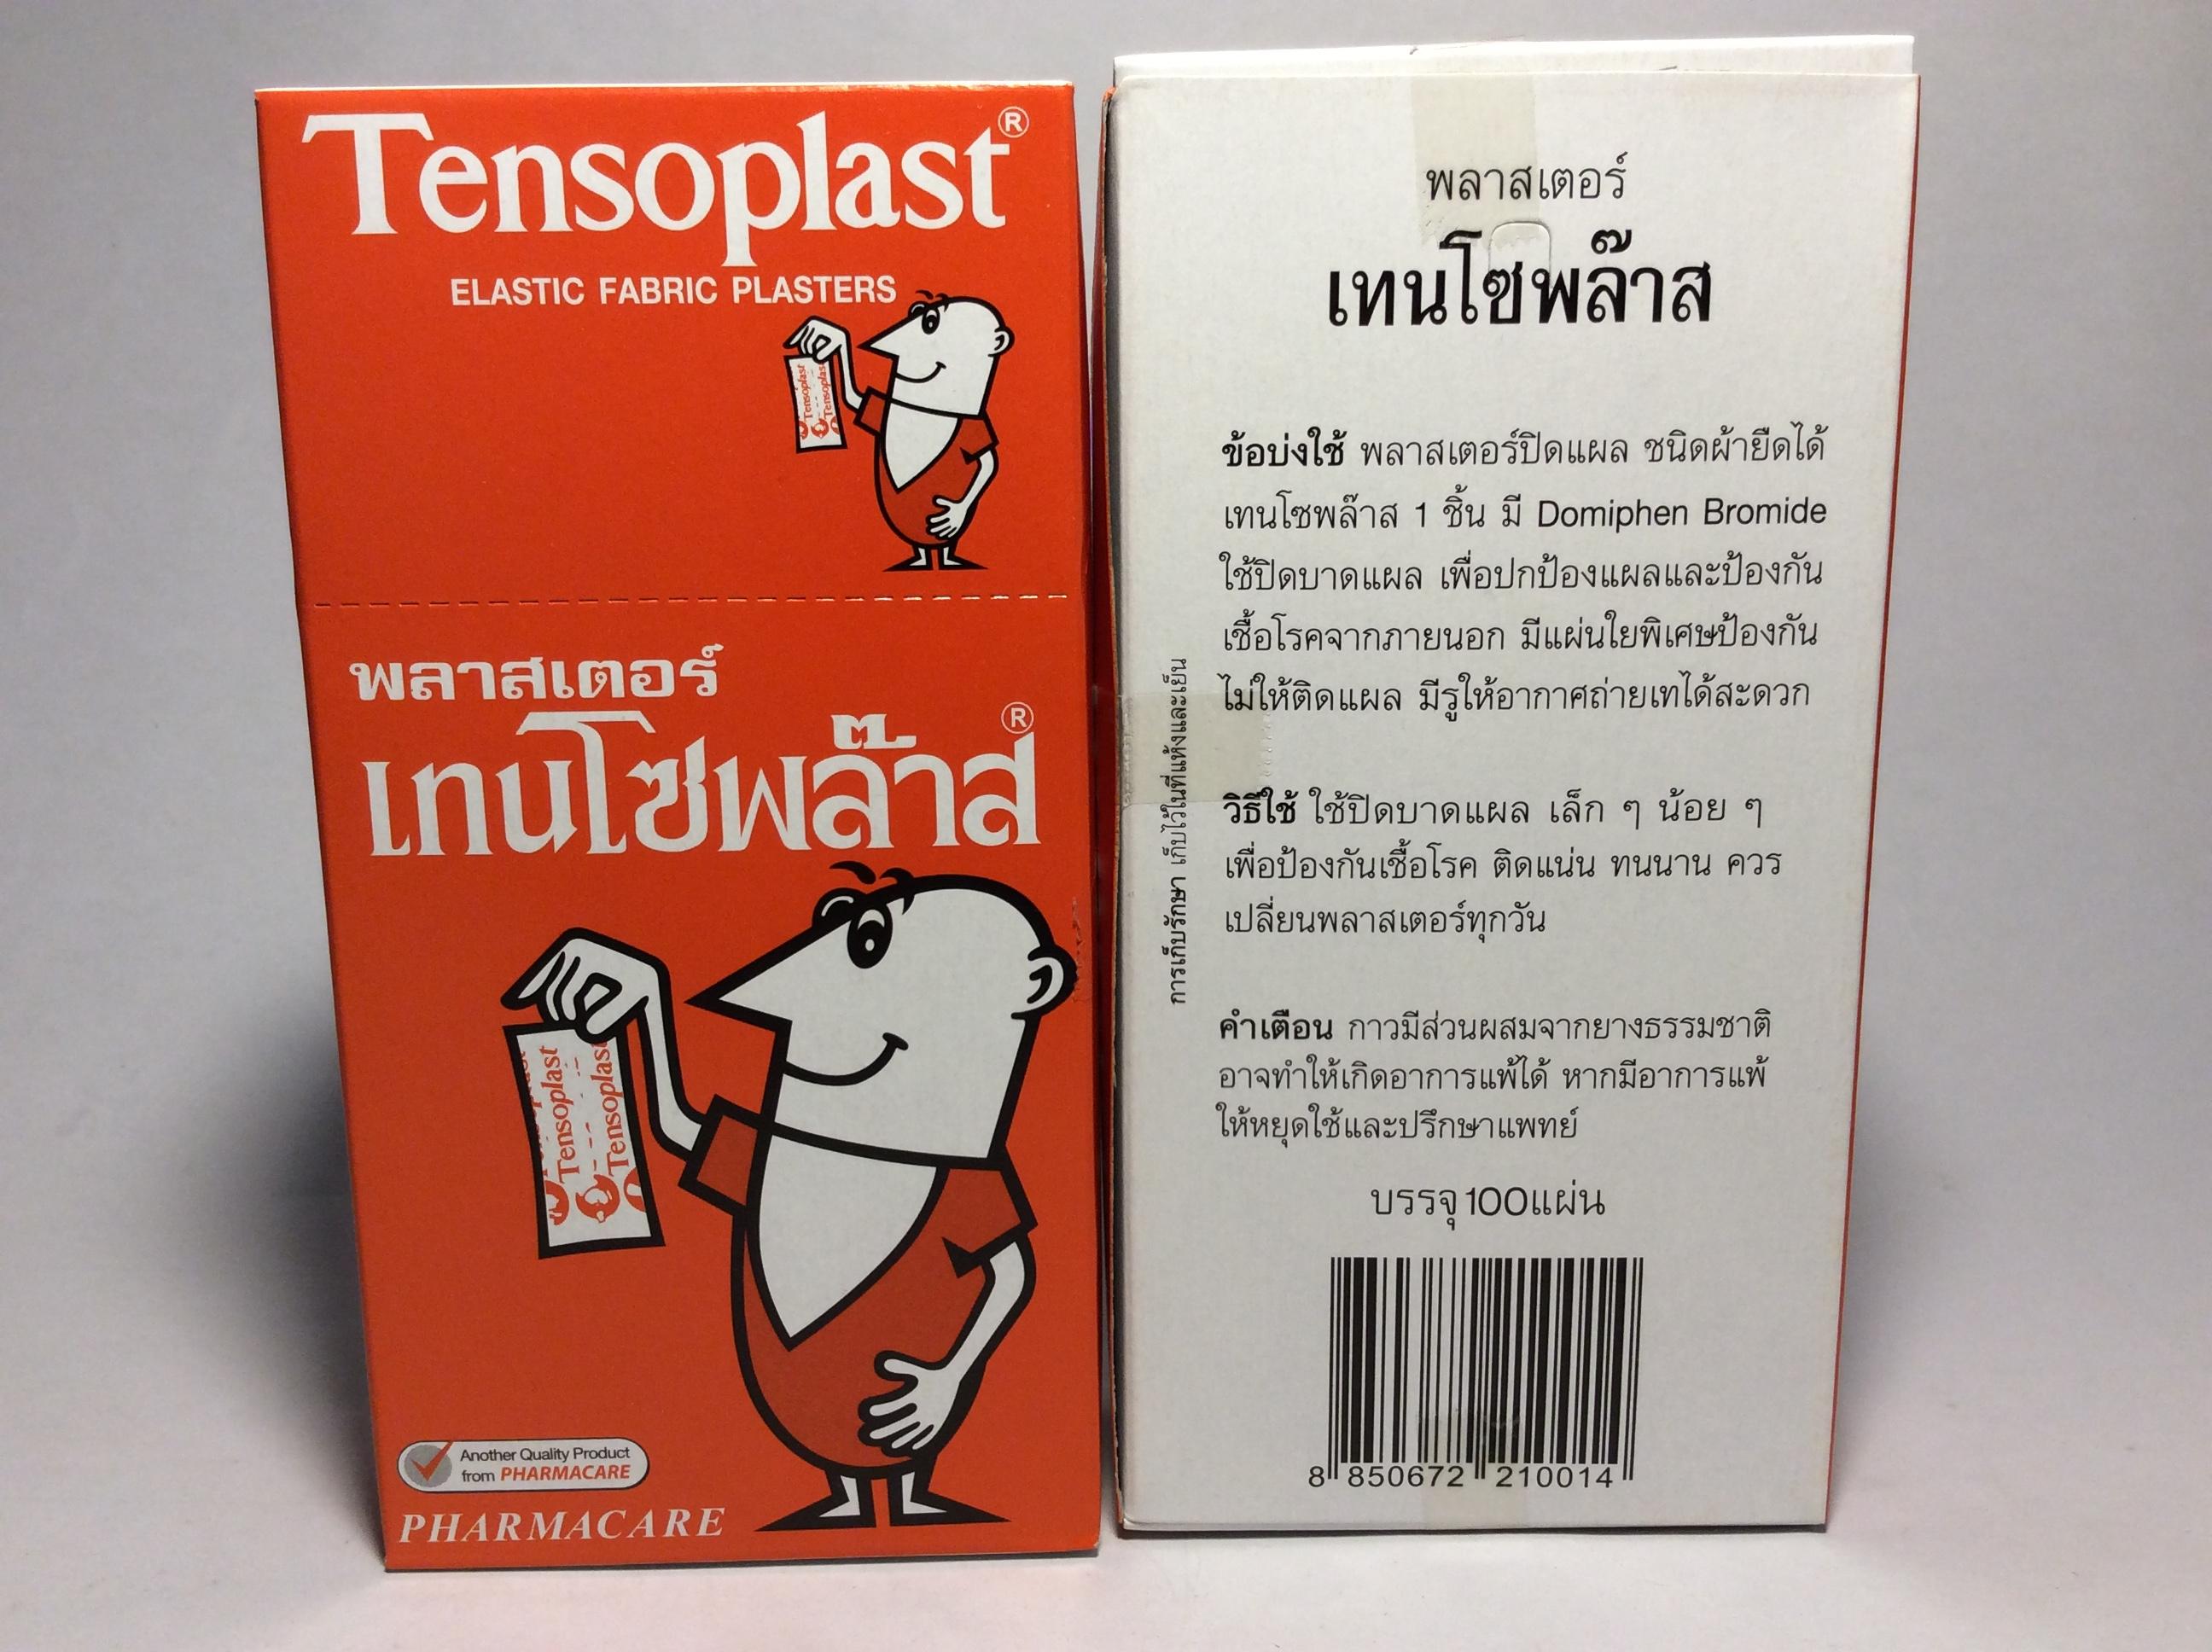 Tensoplast®
ELASTIC FABRIC PLASTERS
Tensoplast
Tensoplast
พลาสเตอร์
เทนโซพล๊าส®
Tensoplast
Tensoplast
Another Quality Product
from PHARMACARE
PHARMACARE
พลาสเตอร์
เทนโซพล๊าส
ข้อบ่งใช้ พลาสเตอร์ปิดแผล ชนิดผ้ายืดได้
เทนโซพล๊าส 1 ชิ้น มี Domiphen Bromide
ใช้ปิดบาดแผล เพื่อปกป้องแผลและป้องกัน
เชื้อโรคจากภายนอก มีแผ่นใยพิเศษป้องกัน
ไม่ให้ติดแผล มีรูให้อากาศถ่ายเทได้สะดวก
วิธีใช้ ใช้ปิดบาดแผล เล็ก ๆ น้อย ๆ
เพื่อป้องกันเชื้อโรค ติดแน่น ทนนาน ควร
เปลี่ยนพลาสเตอร์ทุกวัน
คำเตือน กาวมีส่วนผสมจากยางธรรมชาติ
อาจทำให้เกิดอาการแพ้ได้ หากมีอาการแพ้
ให้หยุดใช้และปรึกษาแพทย์
บรรจุ 100 แผ่น
8 850672 210014
การเก็บรักษา เก็บไว้ในที่แห้งและเย็น